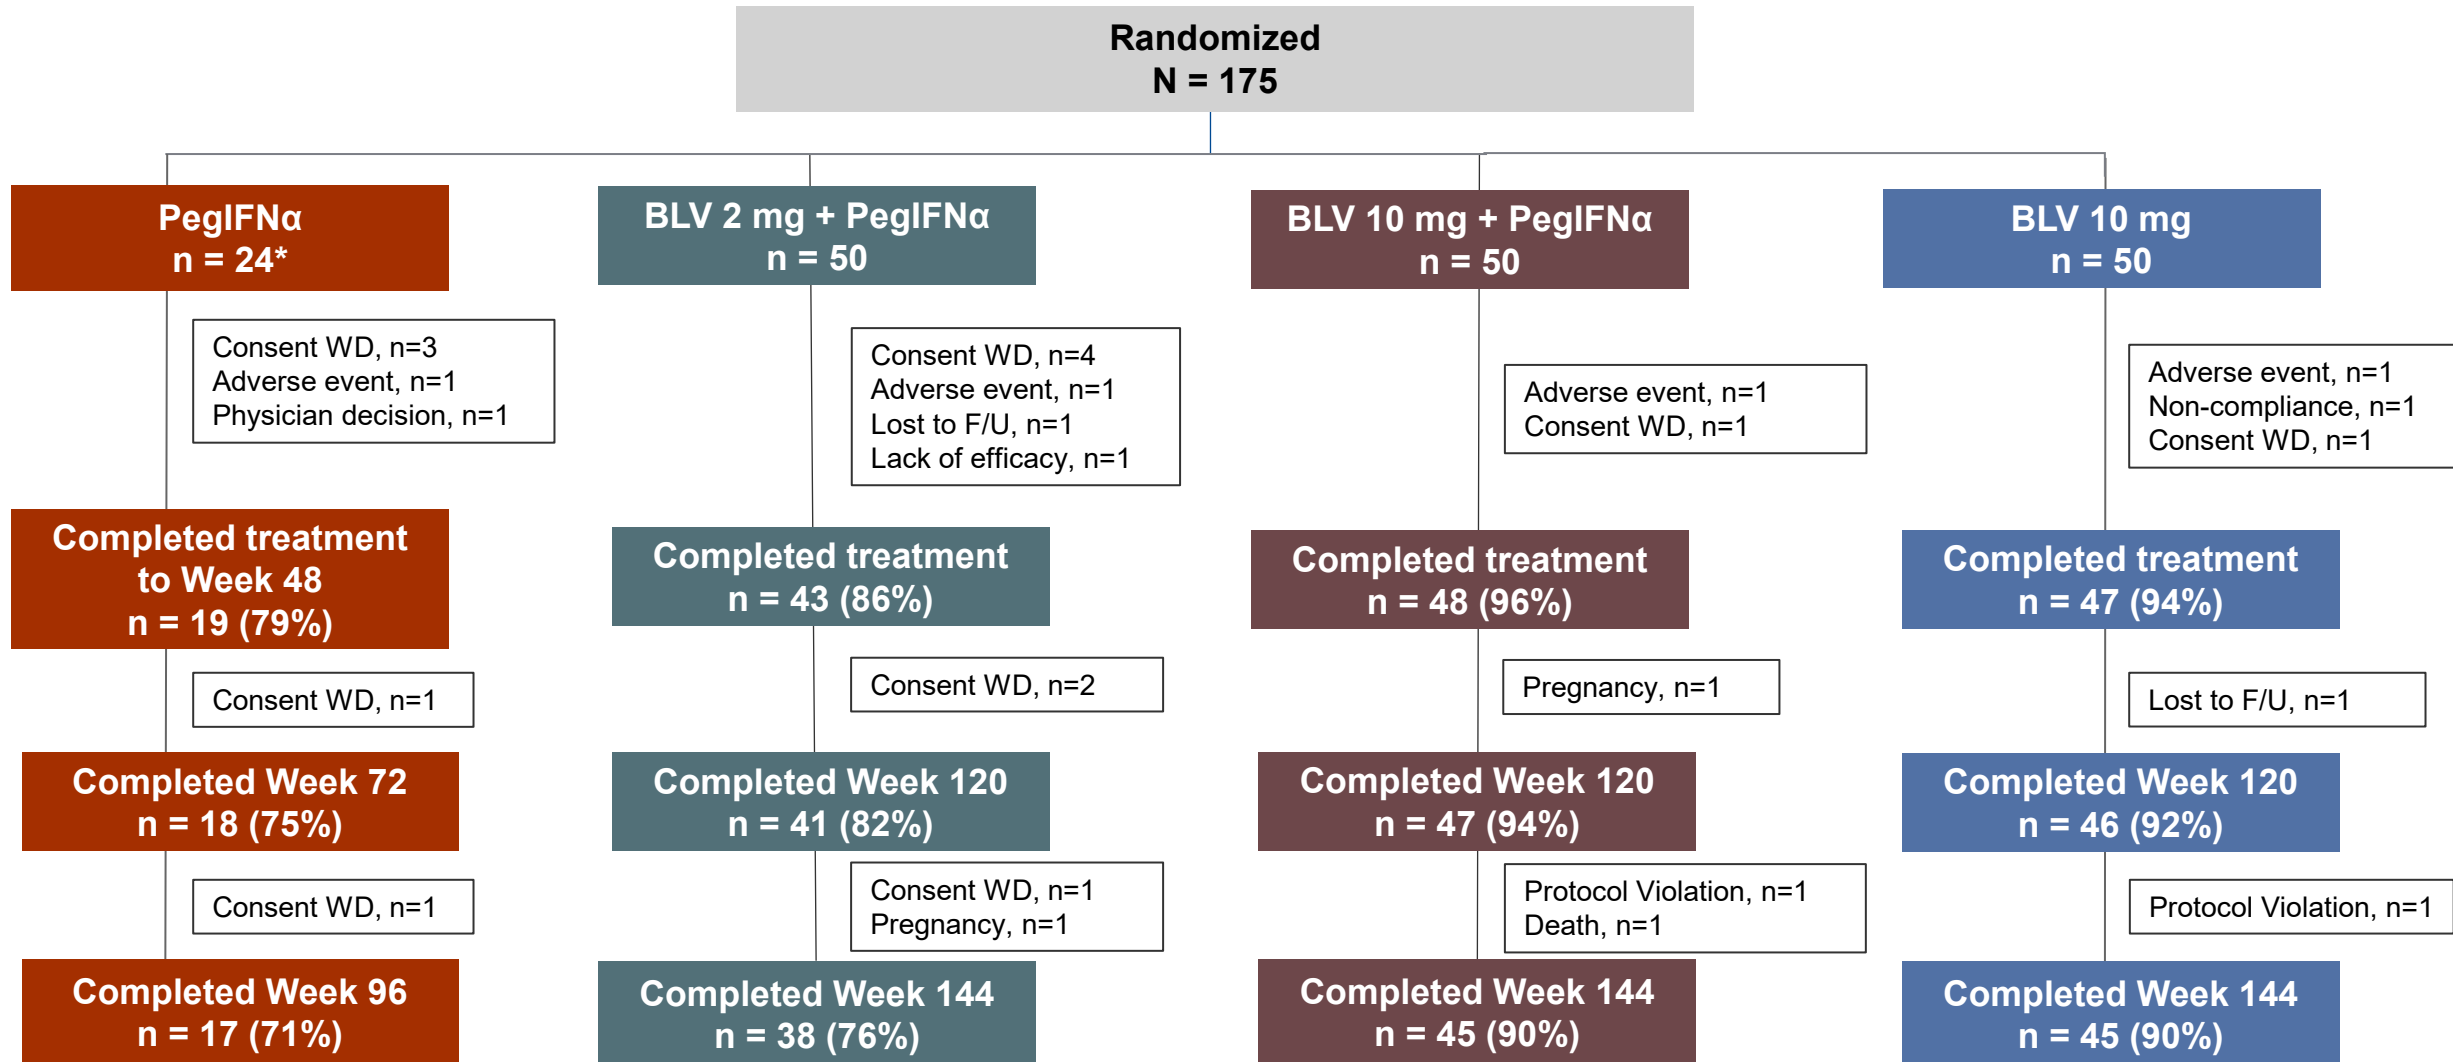 Randomized
N = 175
PegIFNα
n = 24*
BLV 2 mg + PegIFNα
n = 50
BLV 10 mg + PegIFNα
n = 50
BLV 10 mg
n = 50
Consent WD, n=3
Adverse event, n=1
Physician decision, n=1
Consent WD, n=4
Adverse event, n=1
Lost to F/U, n=1
Lack of efficacy, n=1
Adverse event, n=1
Consent WD, n=1
Adverse event, n=1
Non-compliance, n=1
Consent WD, n=1
Completed treatment
to Week 48
n = 19 (79%)
Completed treatment
n = 43 (86%)
Completed treatment
n = 48 (96%)
Completed treatment
n = 47 (94%)
Consent WD, n=1
Consent WD, n=2
Pregnancy, n=1
Lost to F/U, n=1
Completed Week 72
n = 18 (75%)
Completed Week 120
n = 41 (82%)
Completed Week 120
n = 47 (94%)
Completed Week 120
n = 46 (92%)
Consent WD, n=1
Consent WD, n=1
Pregnancy, n=1
Protocol Violation, n=1
Death, n=1
Protocol Violation, n=1
Completed Week 96
n = 17 (71%)
Completed Week 144
n = 38 (76%)
Completed Week 144
n = 45 (90%)
Completed Week 144
n = 45 (90%)